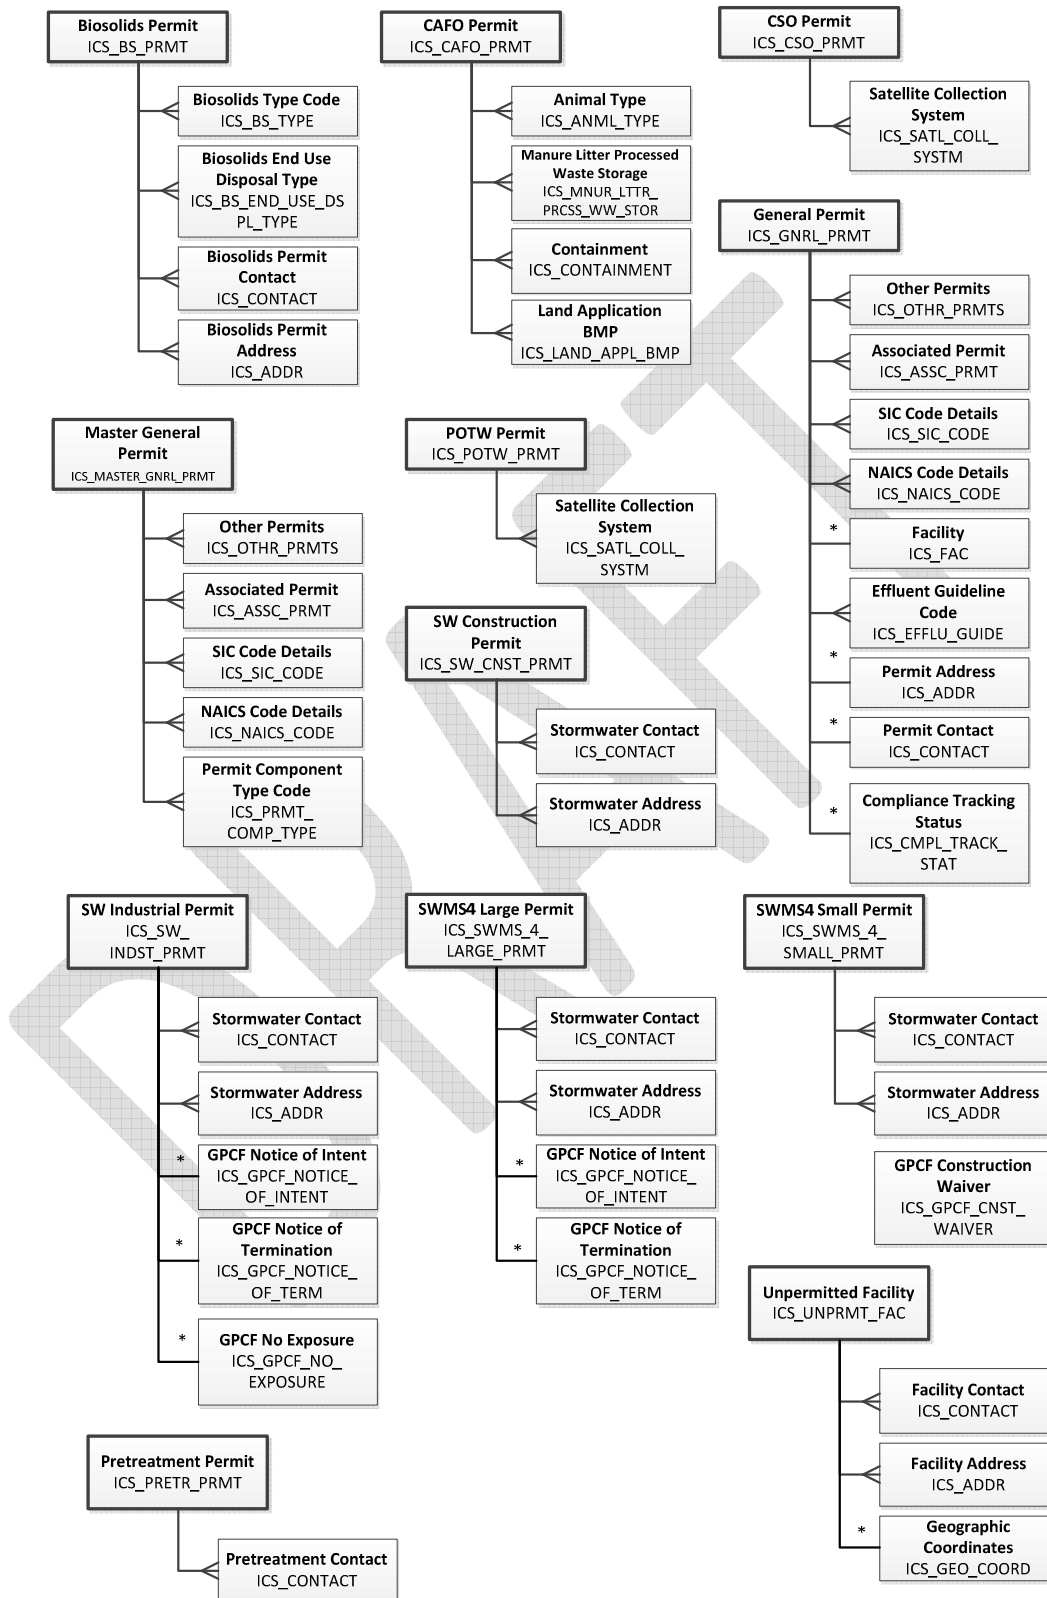 Biosolids Permit
ICS_BS_PRMT
Biosolids Type Code
ICS_BS_TYPE
Biosolids End Use
Disposal Type
ICS_BS_END_USE_DS
PL_TYPE
Biosolids Permit
Contact
ICS_CONTACT
Biosolids Permit
Address
ICS_ADDR
CAFO Permit
ICS_CAFO_PRMT
Animal Type
ICS_ANML_TYPE
Manure Litter Processed
Waste Storage
ICS_MNUR_LTTR_
PRCSS_WW_STOR
Containment
ICS_CONTAINMENT
Land Application
BMP
ICS_LAND_APPL_BMP
CSO Permit
ICS_CSO_PRMT
Satellite Collection
System
ICS_SATL_COLL_
SYSTM
General Permit
ICS_GNRL_PRMT
Other Permits
ICS_OTHR_PRMTS
Associated Permit
ICS_ASSC_PRMT
SIC Code Details
ICS_SIC_CODE
NAICS Code Details
ICS_NAICS_CODE
*
Facility
ICS_FAC
Effluent Guideline
Code
ICS_EFFLU_GUIDE
*
Permit Address
ICS_ADDR
*
Permit Contact
ICS_CONTACT
*
Compliance Tracking
Status
ICS_CMPL_TRACK_
STAT
Master General
Permit
ICS_MASTER_GNRL_PRMT
Other Permits
ICS_OTHR_PRMTS
Associated Permit
ICS_ASSC_PRMT
SIC Code Details
ICS_SIC_CODE
NAICS Code Details
ICS_NAICS_CODE
Permit Component
Type Code
ICS_PRMT_
COMP_TYPE
POTW Permit
ICS_POTW_PRMT
Satellite Collection
System
ICS_SATL_COLL_
SYSTM
SW Construction
Permit
ICS_SW_CNST_PRMT
Stormwater Contact
ICS_CONTACT
Stormwater Address
ICS_ADDR
SW Industrial Permit
ICS_SW_
INDST_PRMT
Stormwater Contact
ICS_CONTACT
Stormwater Address
ICS_ADDR
*
GPCF Notice of Intent
ICS_GPCF_NOTICE_
OF_INTENT
*
GPCF Notice of
Termination
ICS_GPCF_NOTICE_
OF_TERM
*
GPCF No Exposure
ICS_GPCF_NO_
EXPOSURE
SWMS4 Large Permit
ICS_SWMS_4_
LARGE_PRMT
Stormwater Contact
ICS_CONTACT
Stormwater Address
ICS_ADDR
*
GPCF Notice of Intent
ICS_GPCF_NOTICE_
OF_INTENT
*
GPCF Notice of
Termination
ICS_GPCF_NOTICE_
OF_TERM
SWMS4 Small Permit
ICS_SWMS_4_
SMALL_PRMT
Stormwater Contact
ICS_CONTACT
Stormwater Address
ICS_ADDR
GPCF Construction
Waiver
ICS_GPCF_CNST_
WAIVER
Unpermitted Facility
ICS_UNPRMT_FAC
Facility Contact
ICS_CONTACT
Facility Address
ICS_ADDR
*
Geographic
Coordinates
ICS_GEO_COORD
Pretreatment Permit
ICS_PRETR_PRMT
Pretreatment Contact
ICS_CONTACT
DRAFT